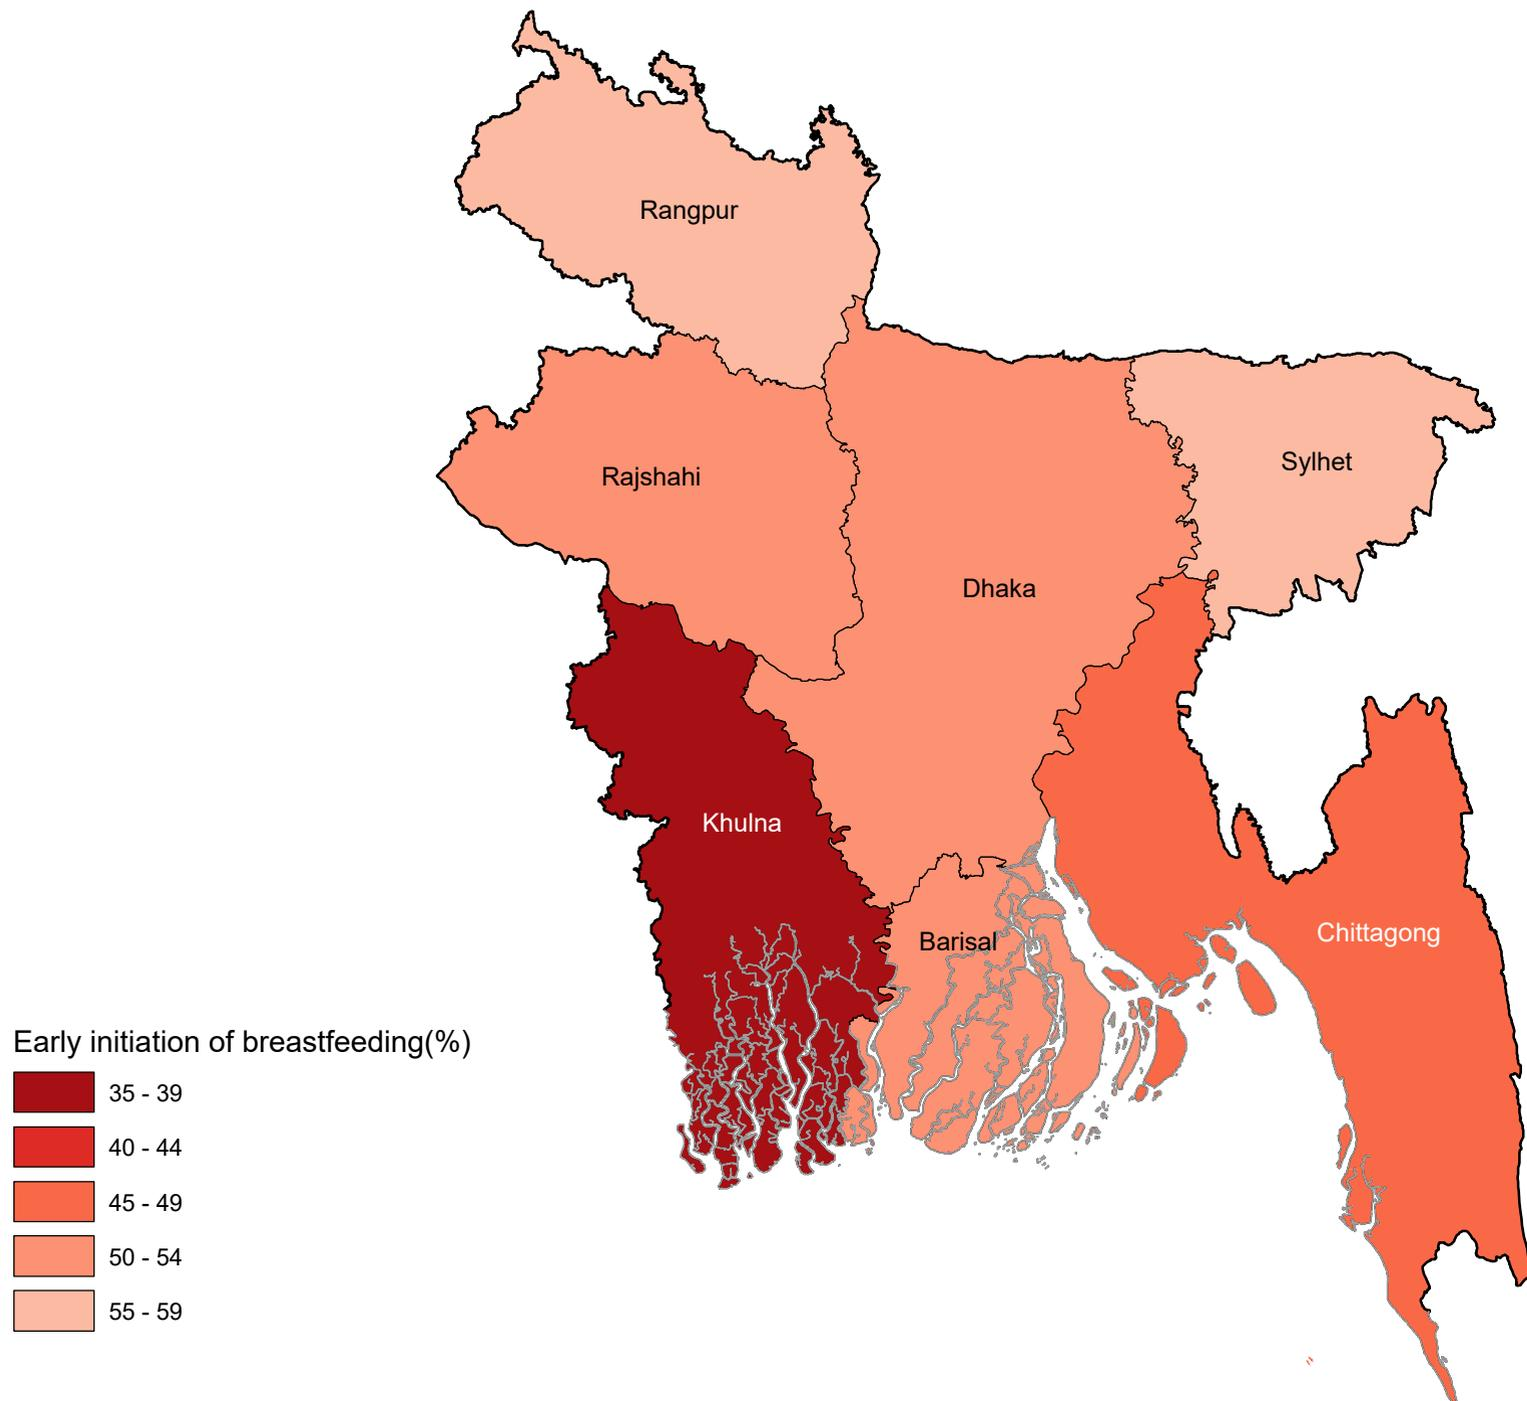 Rangpur
Sylhet
Rajshahi
Dhaka
Khulna
Chittagong
Barisal
Early initiation of breastfeeding(%)
35 - 39
40 - 44
45 - 49
50 - 54
55 - 59